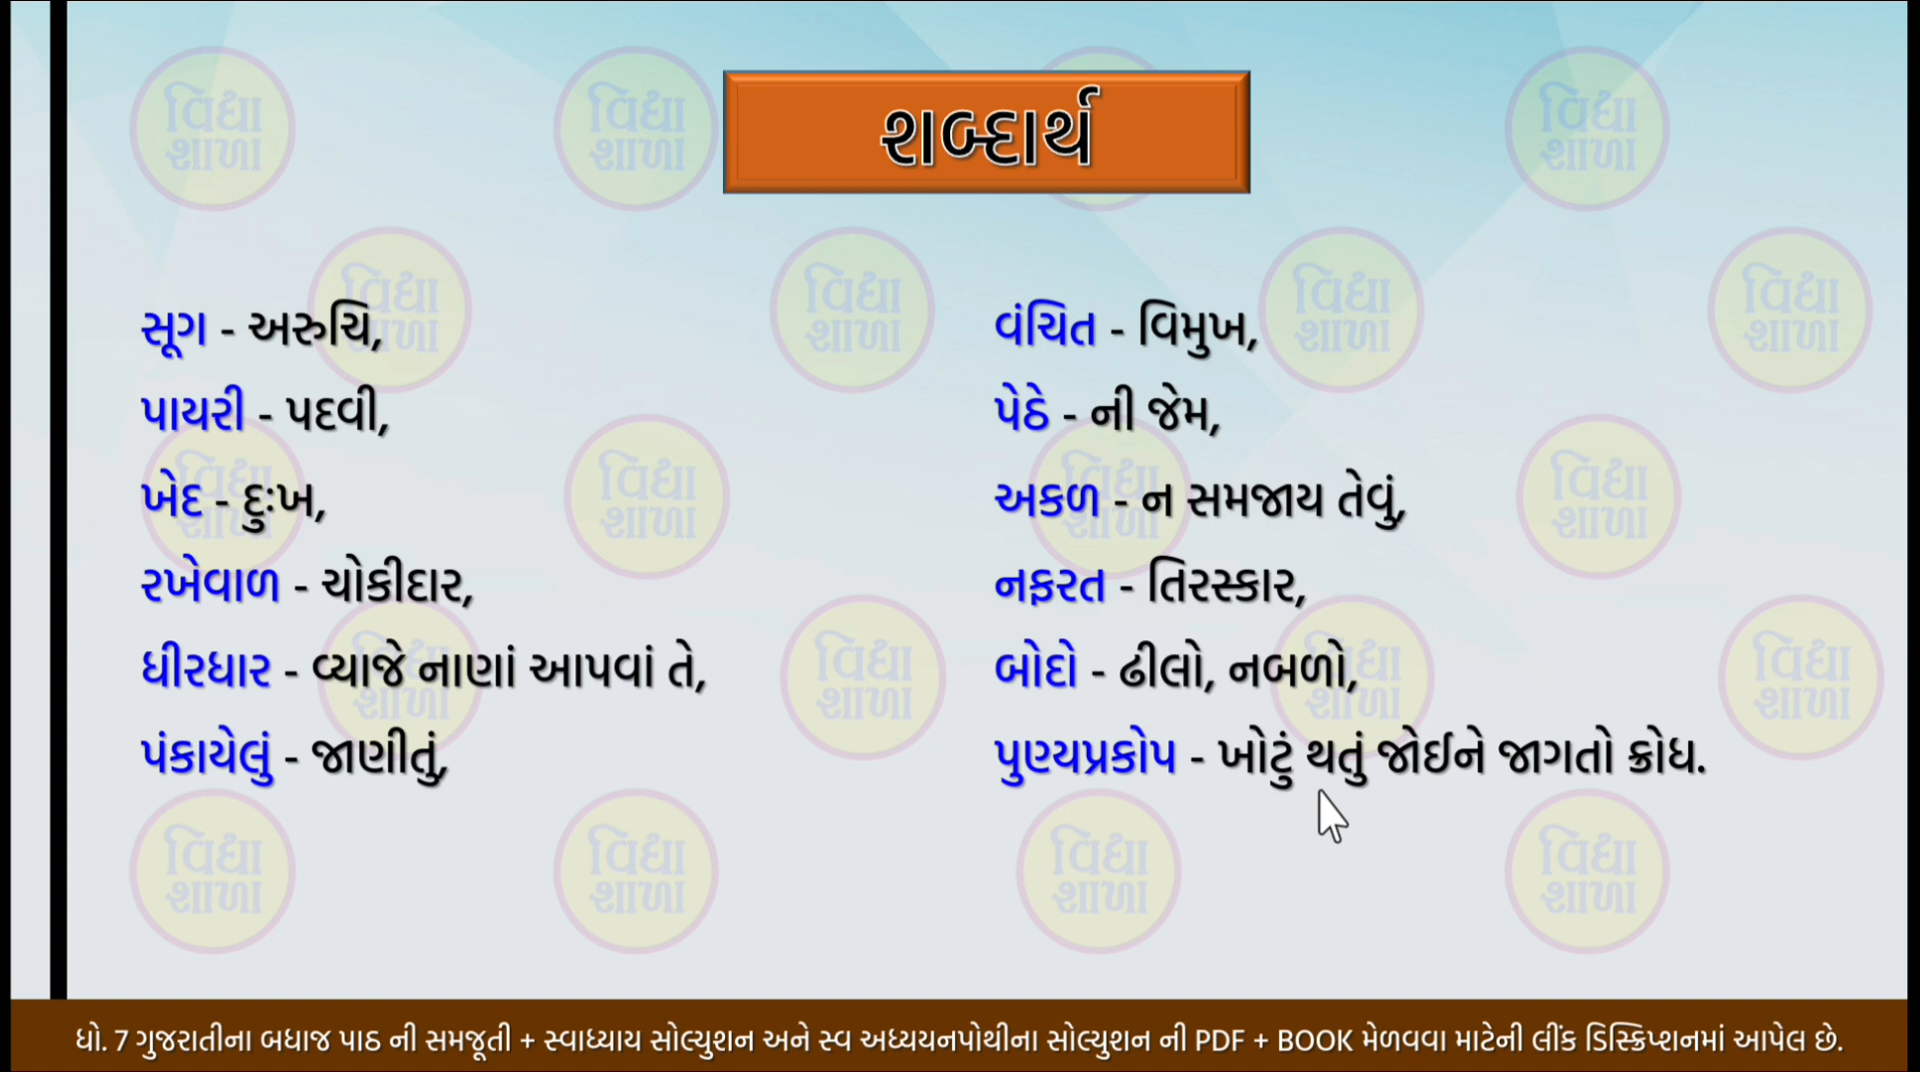 શબ્દાર્થ
સૂગ - અરુચિ,
પાયરી - પદવી,
ખેદ - દુઃખ,
રખેવાળ - ચોકીદાર,
ધીરધાર - વ્યાજે નાણાં આપવાં તે,
પંકાયેલું - જાણીતું,
વંચિત - વિમુખ,
પેઠે - ની જેમ,
અકળ - ન સમજાય તેવું,
નફરત - તિરસ્કાર,
બોદો - ઢીલો, નબળો,
પુણ્યપ્રકોપ - ખોટું થતું જોઈને જાગતો ક્રોધ.
ધો. 7 ગુજરાતીના બધાજ પાઠ ની સમજૂતી + સ્વાધ્યાય સોલ્યુશન અને સ્વ અધ્યયનપોથીના સોલ્યુશન ની PDF + BOOK મેળવવા માટેની લીંક ડિસ્ક્રિપ્શનમાં આપેલ છે.
વિદ્યા
શાળા